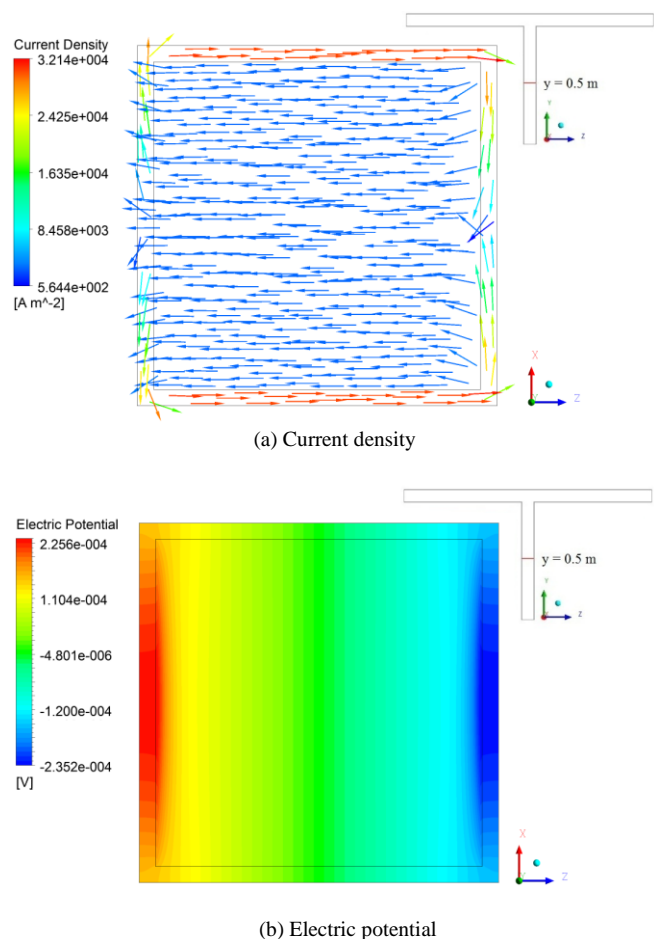 Current Density
3.214e+004
2.425e+004
1.635e+004
8.458e+003
5.644e+002
[A m^-2]
y = 0.5 m
Y
Z
X
Z
(a) Current density
Electric Potential
2.256e-004
1.104e-004
-4.801e-006
-1.200e-004
-2.352e-004
[V]
y = 0.5 m
Y
Z
X
Z
(b) Electric potential